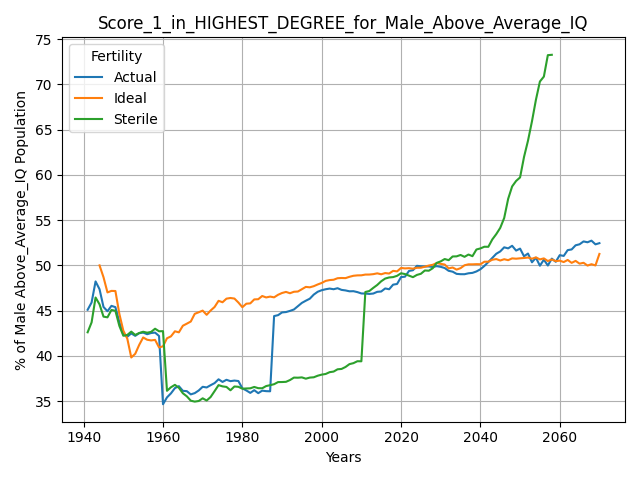 Score_1_in_HIGHEST_DEGREE_for_Male_Above_Average_IQ
% of Male Above_Average_IQ Population
75
70
65
60
55
50
45
40
35
Fertility
Actual
Ideal
Sterile
1940 1960 1980 2000 2020 2040 2060
Years